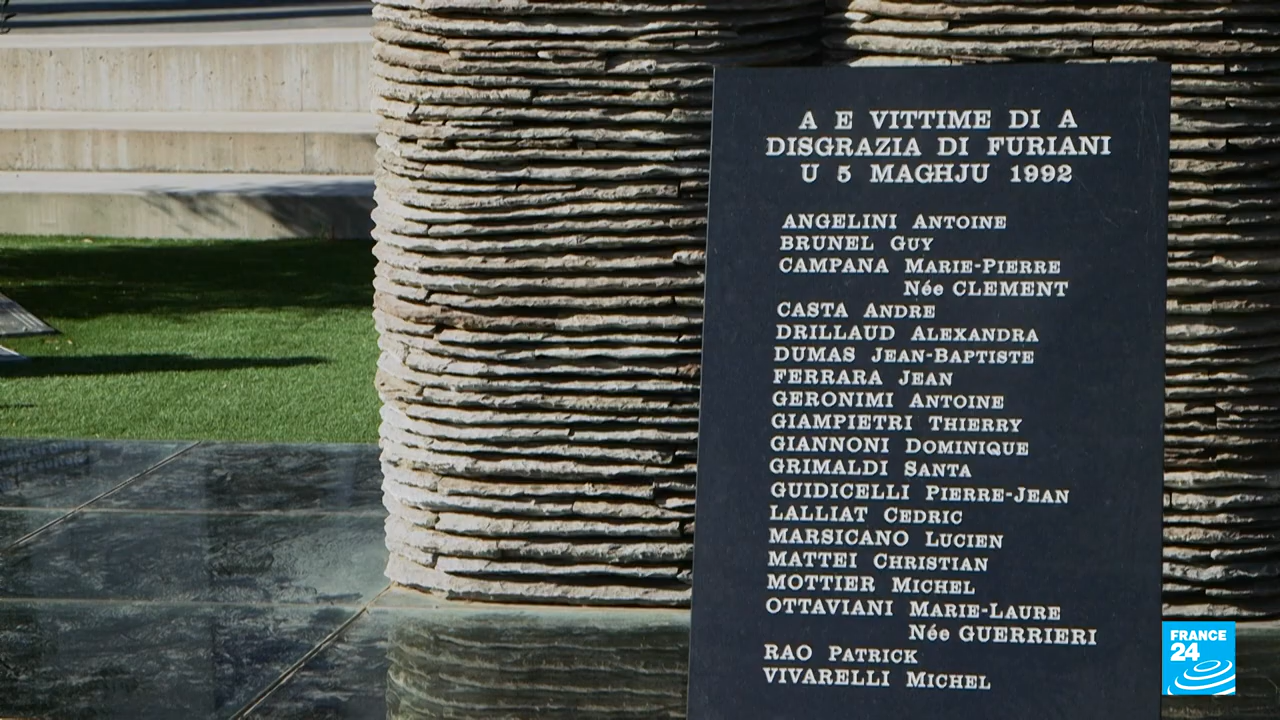 A E VITTIME DI A
DISGRAZIA DI FURIANI
U 5 MAGHJU 1992
ANGELINI ANTOINE
BRUNEL GUY
CAMPANA MARIE-PIERRE
Née CLEMENT
CASTA ANDRE
DRILLAUD ALEXANDRA
DUMAS JEAN-BAPTISTE
FERRARA JEAN
GERONIMI ANTOINE
GIAMPIETRI THIERRY
GIANNONI DOMINIQUE
GRIMALDI SANTA
GUIDICELLI PIERRE-JEAN
LALLIAT CEDRIC
MARSICANO LUCIEN
MATTEI CHRISTIAN
MOTTIER MICHEL
OTTAVIANI MARIE-LAURE
Née GUERRIERI
RAO PATRICK
VIVARELLI MICHEL
FRANCE
24